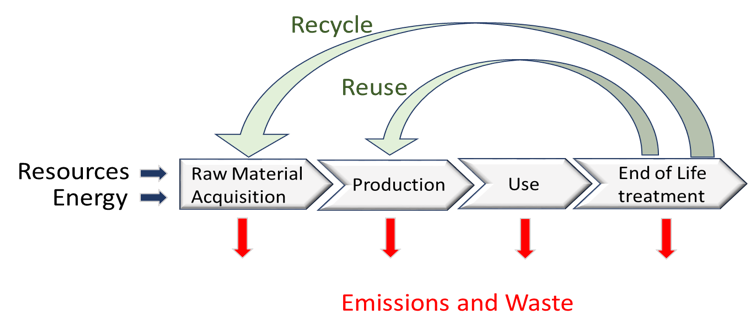 Recycle
Reuse
Resources
Energy
Raw Material
Acquisition
Production
Use
End of Life
treatment
Emissions and Waste